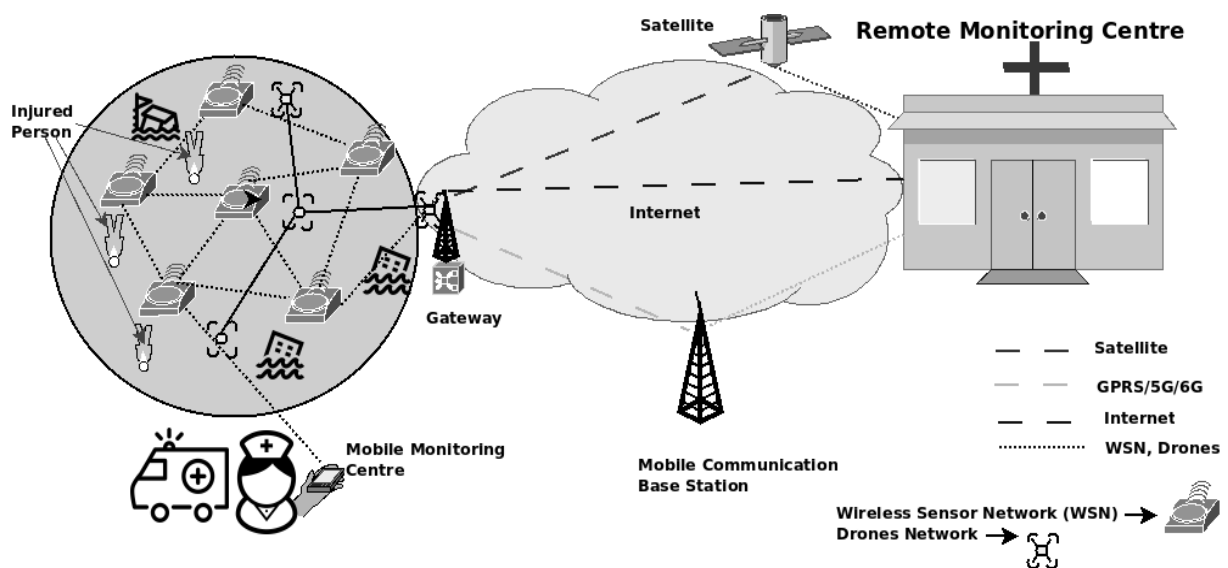 Satellite
Remote Monitoring Centre
Injured
Person
Internet
Gateway
Satellite
GPRS/5G/6G
Internet
WSN, Drones
Mobile Monitoring
Centre
Mobile Communication
Base Station
Wireless Sensor Network (WSN)
Drones Network